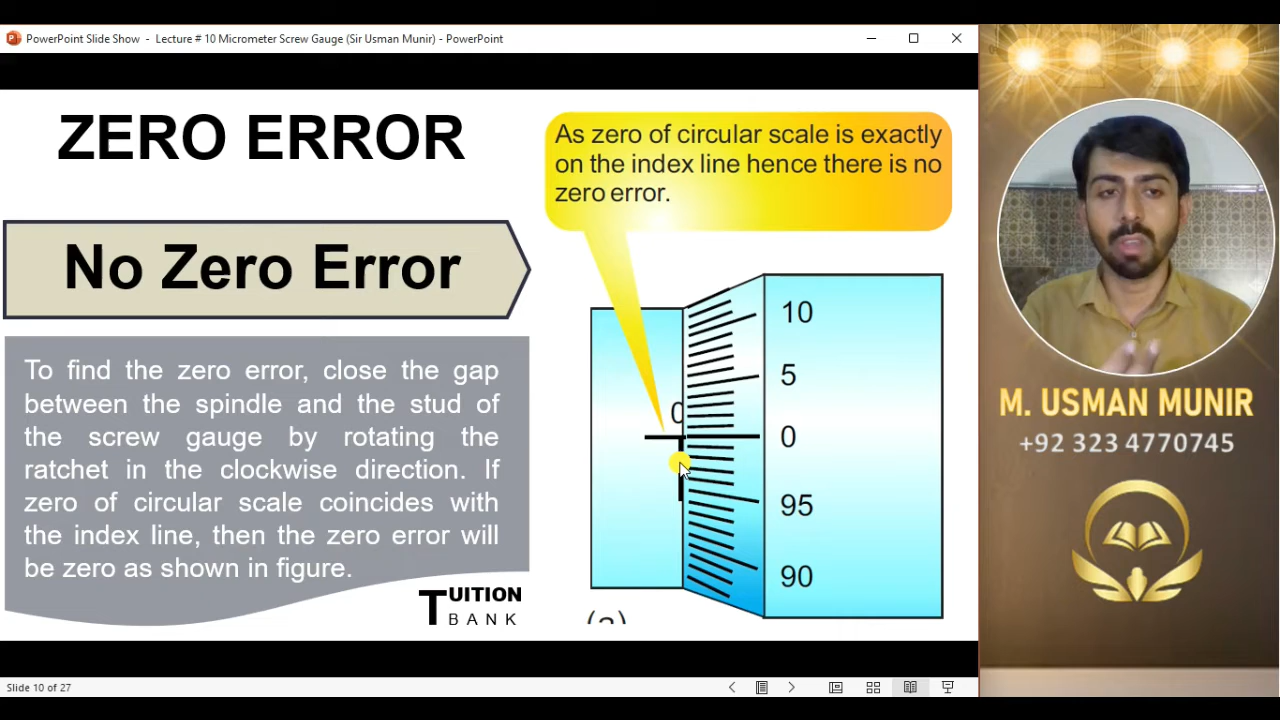 PowerPoint Slide Show - Lecture # 10 Micrometer Screw Gauge (Sir Usman Munir) - PowerPoint
ZERO ERROR
No Zero Error
To find the zero error, close the gap
between the spindle and the stud of
the screw gauge by rotating the
ratchet in the clockwise direction. If
zero of circular scale coincides with
the index line, then the zero error will
be zero as shown in figure.
TUITION
BANK
As zero of circular scale is exactly
on the index line hence there is no
zero error.
10
5
0
0
95
90
(a)
M. USMAN MUNIR
+92 323 4770745
Slide 10 of 27